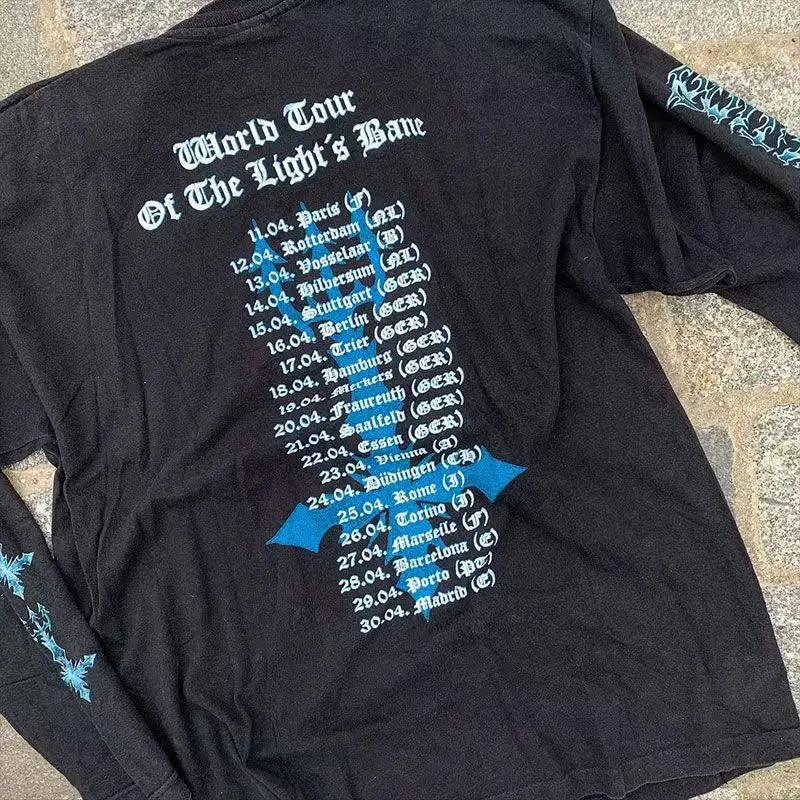 World Tour
Of The Light's Bane
11.04. Paris (F)
12.04. Rotterdam (NL)
13.04. Vosselaar (B)
14.04. Hilversum (NL)
15.04. Stuttgart (GER)
16.04. Berlin (GER)
17.04. Trier (GER)
18.04. Hamburg (GER)
19.04. Merkers (GER)
20.04. Fraureuth (GER)
21.04. Saalfeld (GER)
22.04. Essen (GER)
23.04. Vienna (A)
24.04. Düdingen (CH)
25.04. Rome (I)
26.04. Torino (I)
27.04. Marseile (F)
28.04. Barcelona (E)
29.04. Porto (PT)
30.04. Madrid (E)